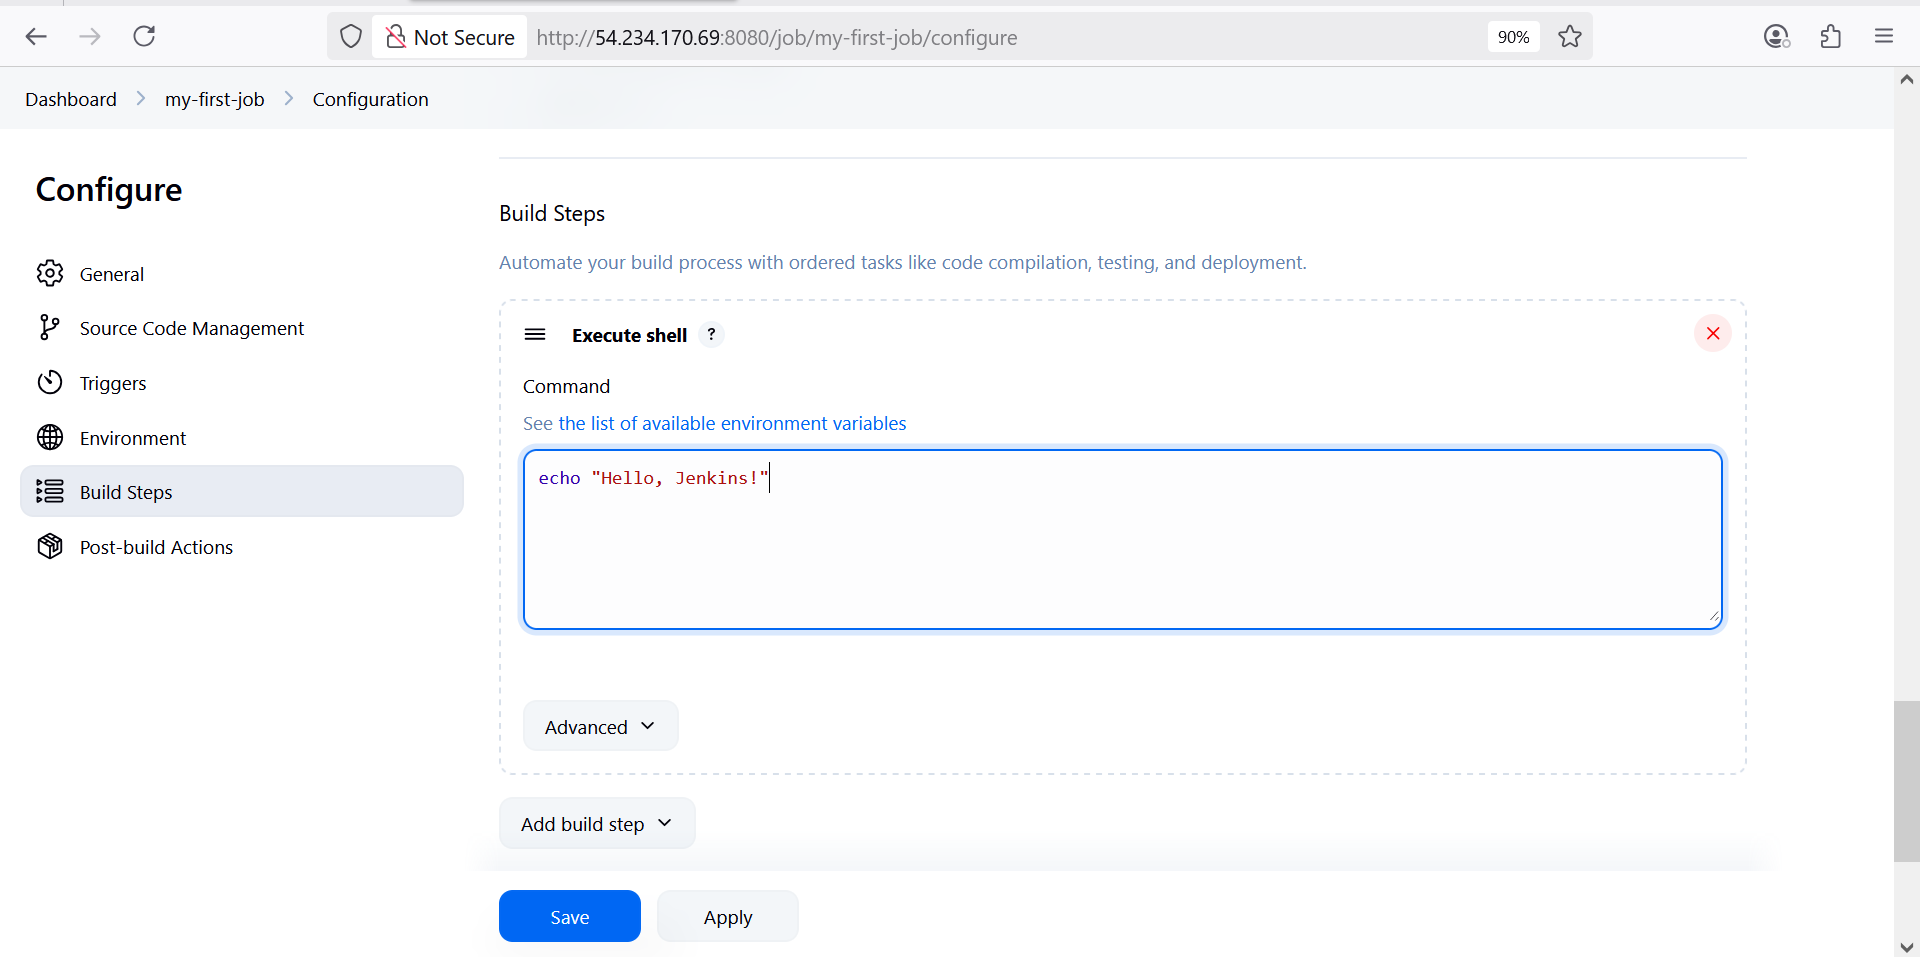 Not Secure http://54.234.170.69:8080/job/my-first-job/configure 90%
Dashboard my-first-job Configuration
Configure
General
Source Code Management
Triggers
Environment
Build Steps
Post-build Actions
Build Steps
Automate your build process with ordered tasks like code compilation, testing, and deployment.
Execute shell ?
Command
See the list of available environment variables
echo "Hello, Jenkins!"
Advanced
Add build step
Save Apply